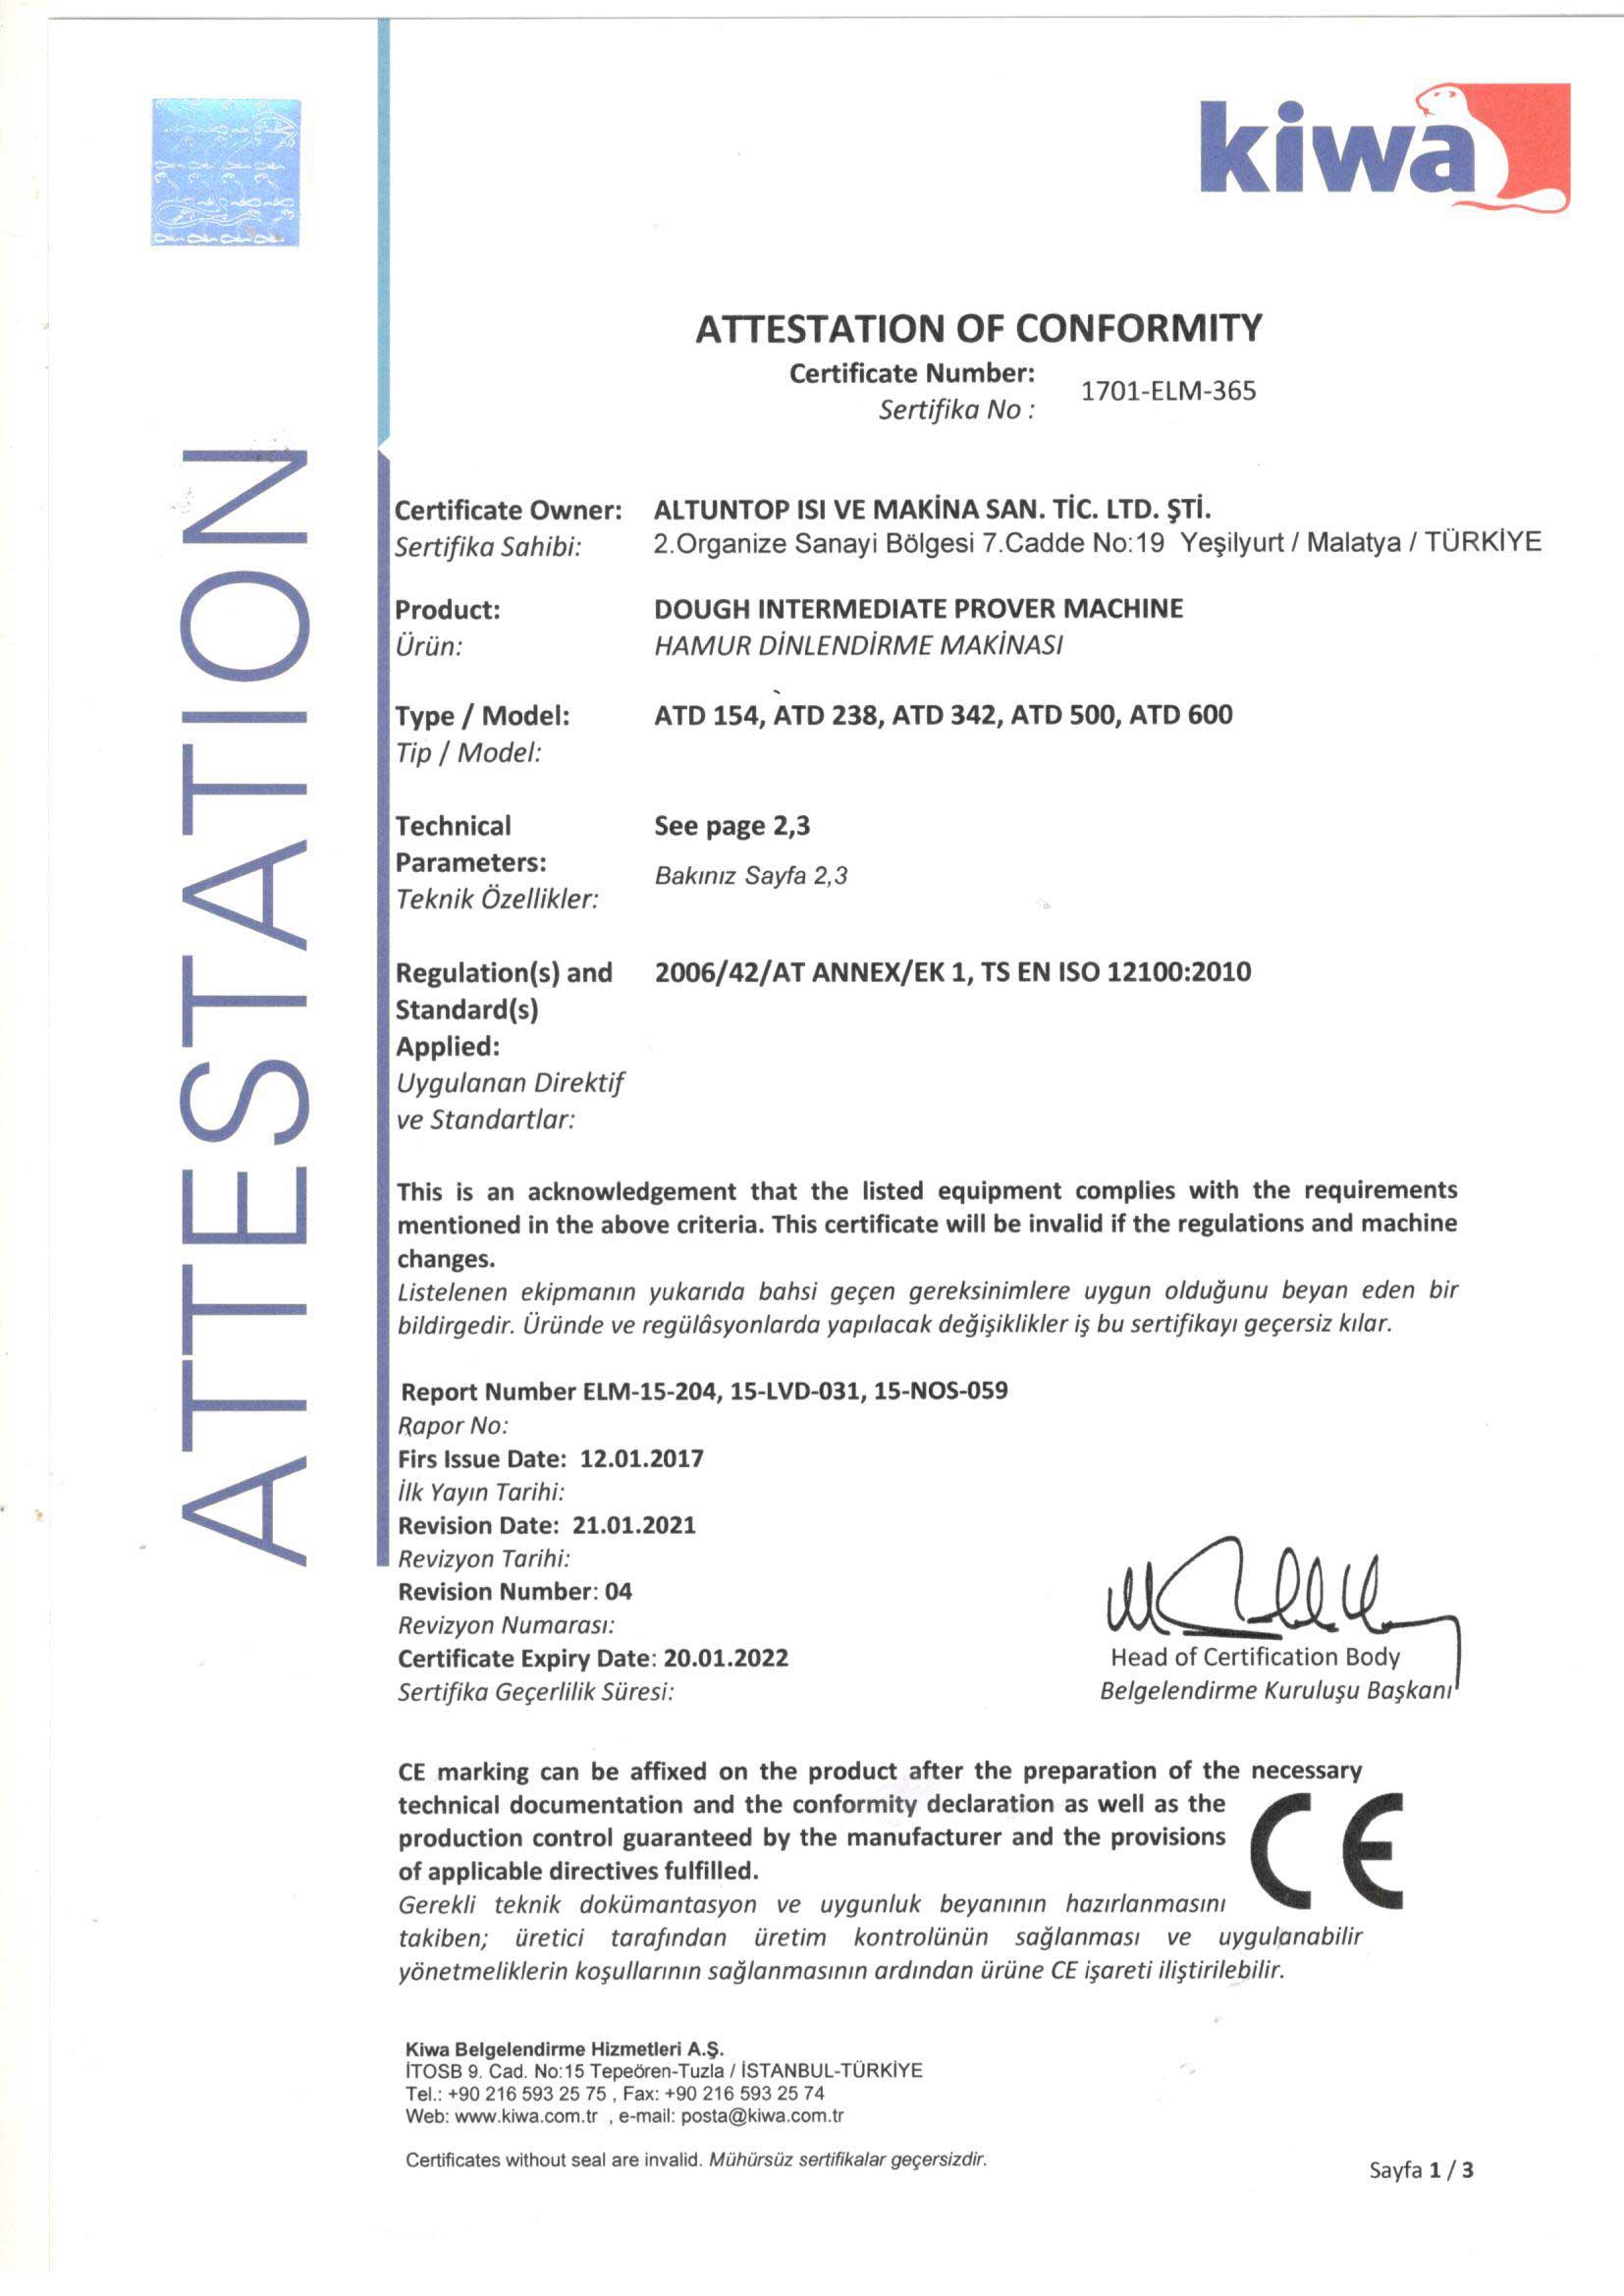 kiwa
ATTESTATION
ATTESTATION OF CONFORMITY
Certificate Number:
Sertifika No :
1701-ELM-365
Certificate Owner: ALTUNTOP ISI VE MAKİNA SAN. TİC. LTD. ŞTİ.
Sertifika Sahibi: 2.Organize Sanayi Bölgesi 7.Cadde No:19 Yeşilyurt / Malatya / TÜRKİYE
Product: DOUGH INTERMEDIATE PROVER MACHINE
Ürün: HAMUR DİNLENDİRME MAKİNASI
Type / Model: ATD 154, ATD 238, ATD 342, ATD 500, ATD 600
Tip / Model:
Technical See page 2,3
Parameters:
Bakınız Sayfa 2,3
Teknik Özellikler:
Regulation(s) and 2006/42/AT ANNEX/EK 1, TS EN ISO 12100:2010
Standard(s)
Applied:
Uygulanan Direktif
ve Standartlar:
This is an acknowledgement that the listed equipment complies with the requirements
mentioned in the above criteria. This certificate will be invalid if the regulations and machine
changes.
Listelenen ekipmanın yukarıda bahsi geçen gereksinimlere uygun olduğunu beyan eden bir
bildirgedir. Üründe ve regülâsyonlarda yapılacak değişiklikler iş bu sertifikayı geçersiz kılar.
Report Number ELM-15-204, 15-LVD-031, 15-NOS-059
Rapor No:
Firs Issue Date: 12.01.2017
İlk Yayın Tarihi:
Revision Date: 21.01.2021
Revizyon Tarihi:
Revision Number: 04
Revizyon Numarası:
Certificate Expiry Date: 20.01.2022
Sertifika Geçerlilik Süresi:
Head of Certification Body
Belgelendirme Kuruluşu Başkanı
CE marking can be affixed on the product after the preparation of the necessary
technical documentation and the conformity declaration as well as the
production control guaranteed by the manufacturer and the provisions
of applicable directives fulfilled.
CE
Gerekli teknik dokümantasyon ve uygunluk beyanının hazırlanmasını
takiben; üretici tarafından üretim kontrolünün sağlanması ve uygulanabilir
yönetmeliklerin koşullarının sağlanmasının ardından ürüne CE işareti iliştirilebilir.
Kiwa Belgelendirme Hizmetleri A.Ş.
İTOSB 9. Cad. No:15 Tepeören-Tuzla / İSTANBUL-TÜRKİYE
Tel.: +90 216 593 25 75 , Fax: +90 216 593 25 74
Web: www.kiwa.com.tr , e-mail: posta@kiwa.com.tr
Certificates without seal are invalid. Mühürsüz sertifikalar geçersizdir.
Sayfa 1 / 3